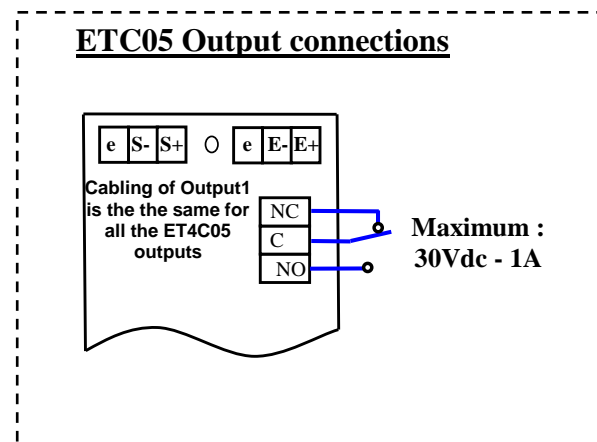 ETC05 Output connections
e S- S+ e E- E+
Cabling of Output1
is the the same for
all the ET4C05
outputs
NC
C
NO
Maximum :
30Vdc - 1A